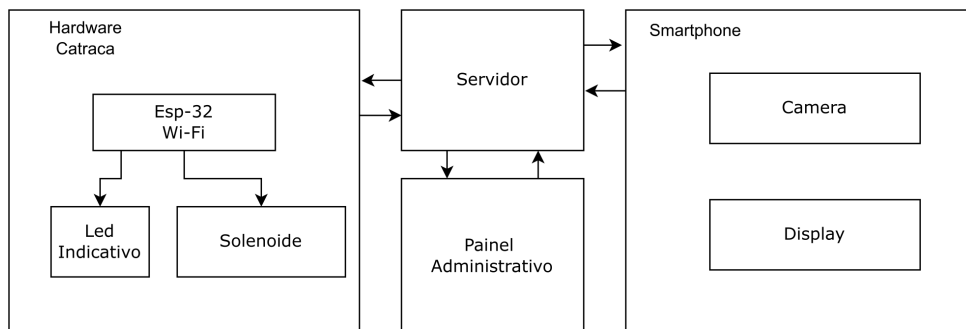 Hardware
Catraca
Esp-32
Wi-Fi
Led
Indicativo
Solenoide
Servidor
Painel
Administrativo
Smartphone
Camera
Display